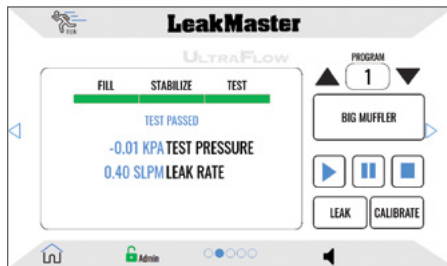 RUN
LeakMaster
ULTRAFLOW
PROGRAM
1
FILL STABILIZE TEST
TEST PASSED
-0.01 KPA TEST PRESSURE
0.40 SLPM LEAK RATE
BIG MUFFLER
LEAK CALIBRATE
Admin